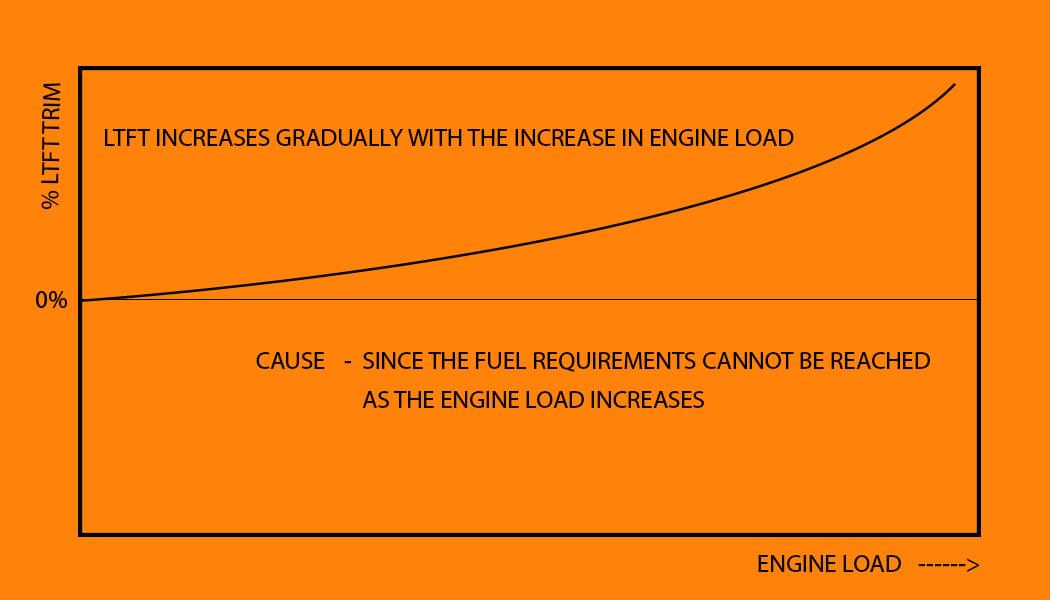 % LTFT TRIM
LTFT INCREASES GRADUALLY WITH THE INCREASE IN ENGINE LOAD
0%
CAUSE - SINCE THE FUEL REQUIREMENTS CANNOT BE REACHED
AS THE ENGINE LOAD INCREASES
ENGINE LOAD ------>